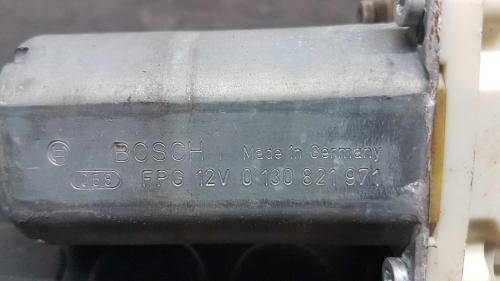 BOSCH Made in Germany
FPG 12V 0 130 821 971